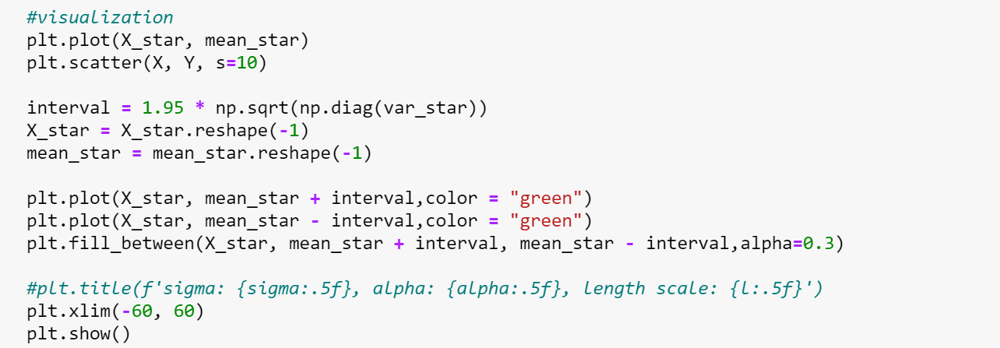 #visualization
plt.plot(X_star, mean_star)
plt.scatter(X, Y, s=10)
interval = 1.95 * np.sqrt(np.diag(var_star))
X_star = X_star.reshape(-1)
mean_star = mean_star.reshape(-1)
plt.plot(X_star, mean_star + interval,color = "green")
plt.plot(X_star, mean_star - interval,color = "green")
plt.fill_between(X_star, mean_star + interval, mean_star - interval,alpha=0.3)
#plt.title(f'sigma: {sigma:.5f}, alpha: {alpha:.5f}, length scale: {l:.5f}')
plt.xlim(-60, 60)
plt.show()